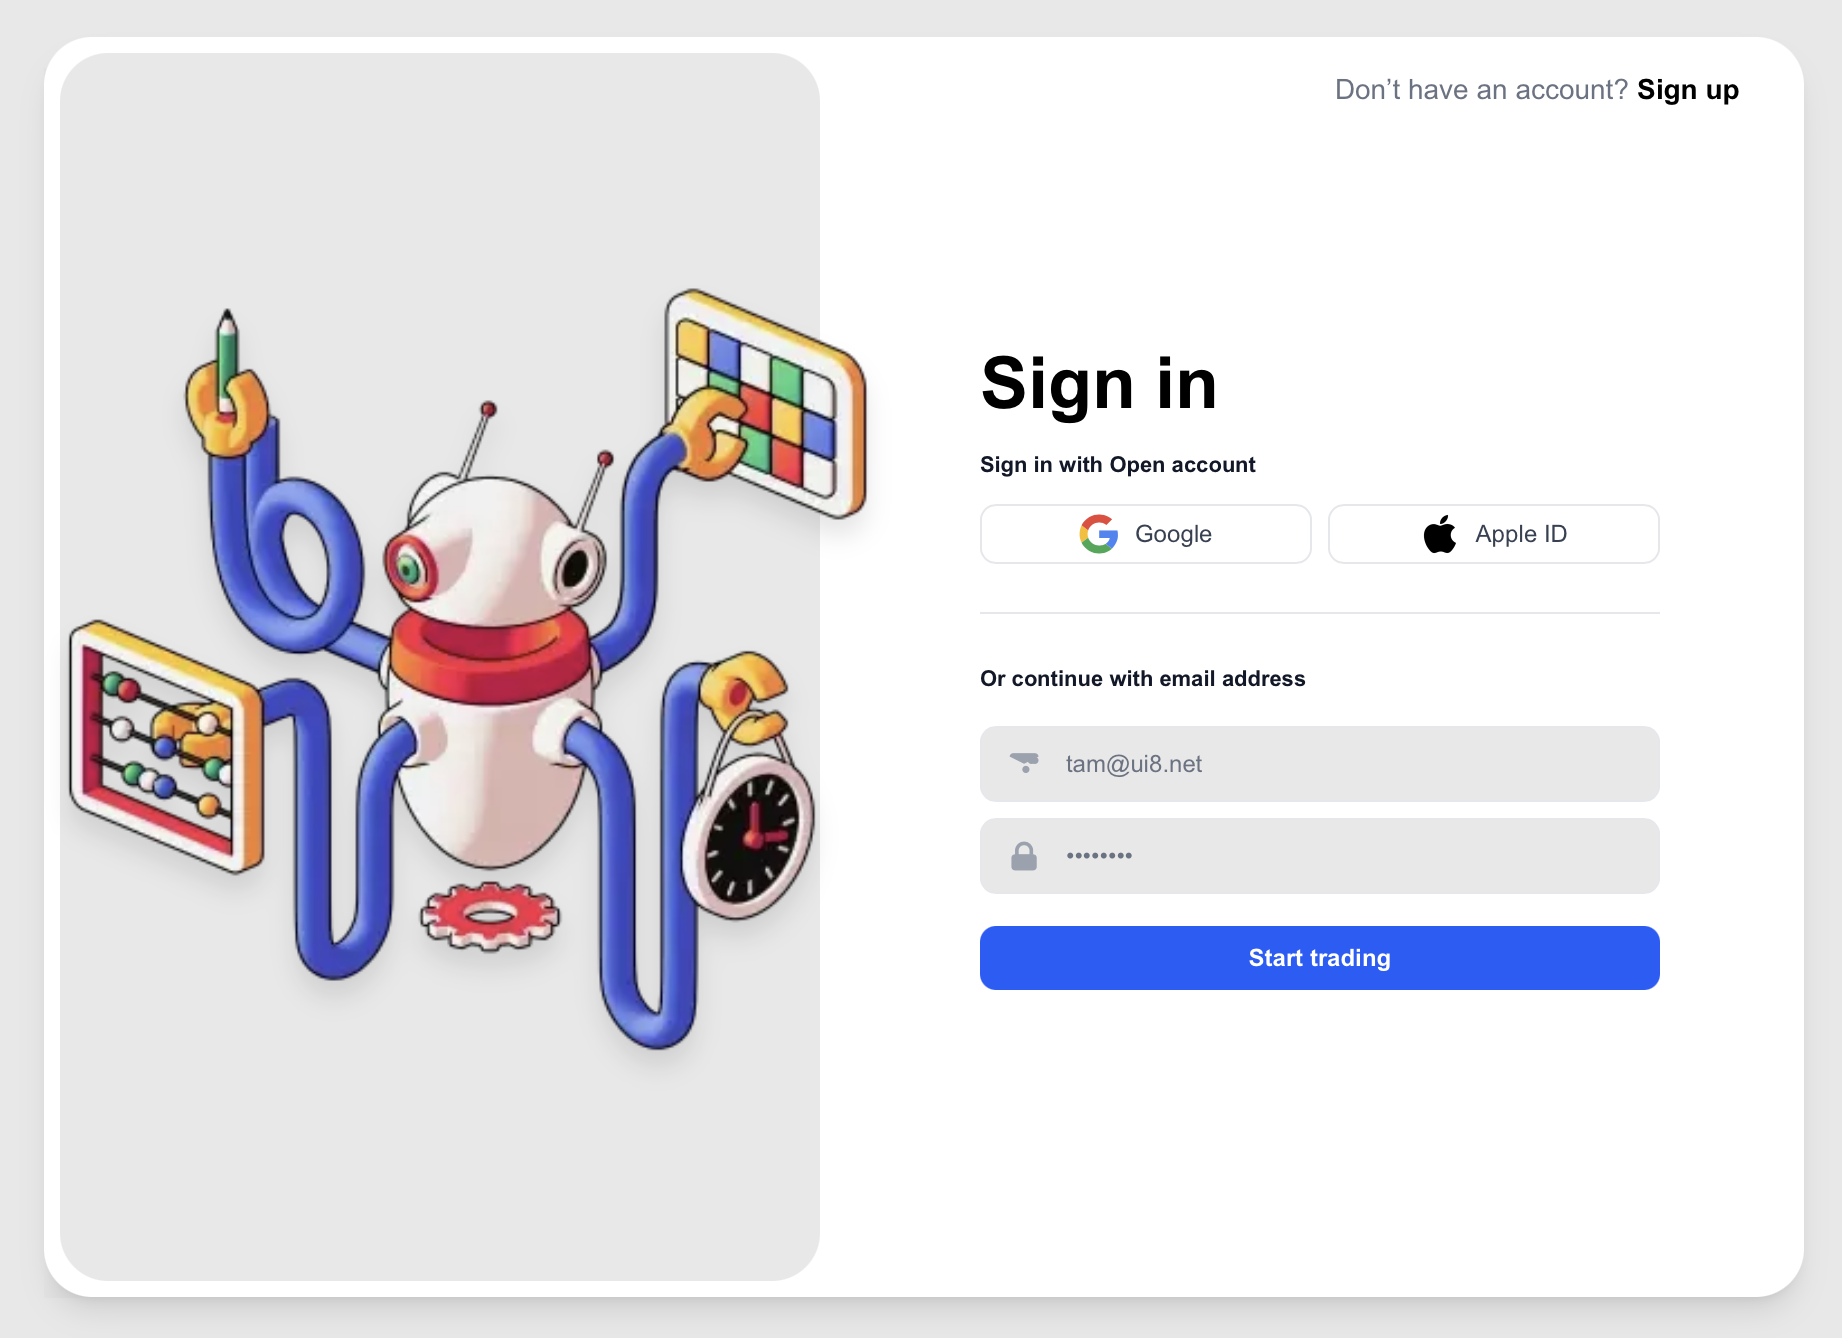 Don’t have an account? Sign up
Sign in
Sign in with Open account
Google
Apple ID
Or continue with email address
tam@ui8.net
••••••••
Start trading